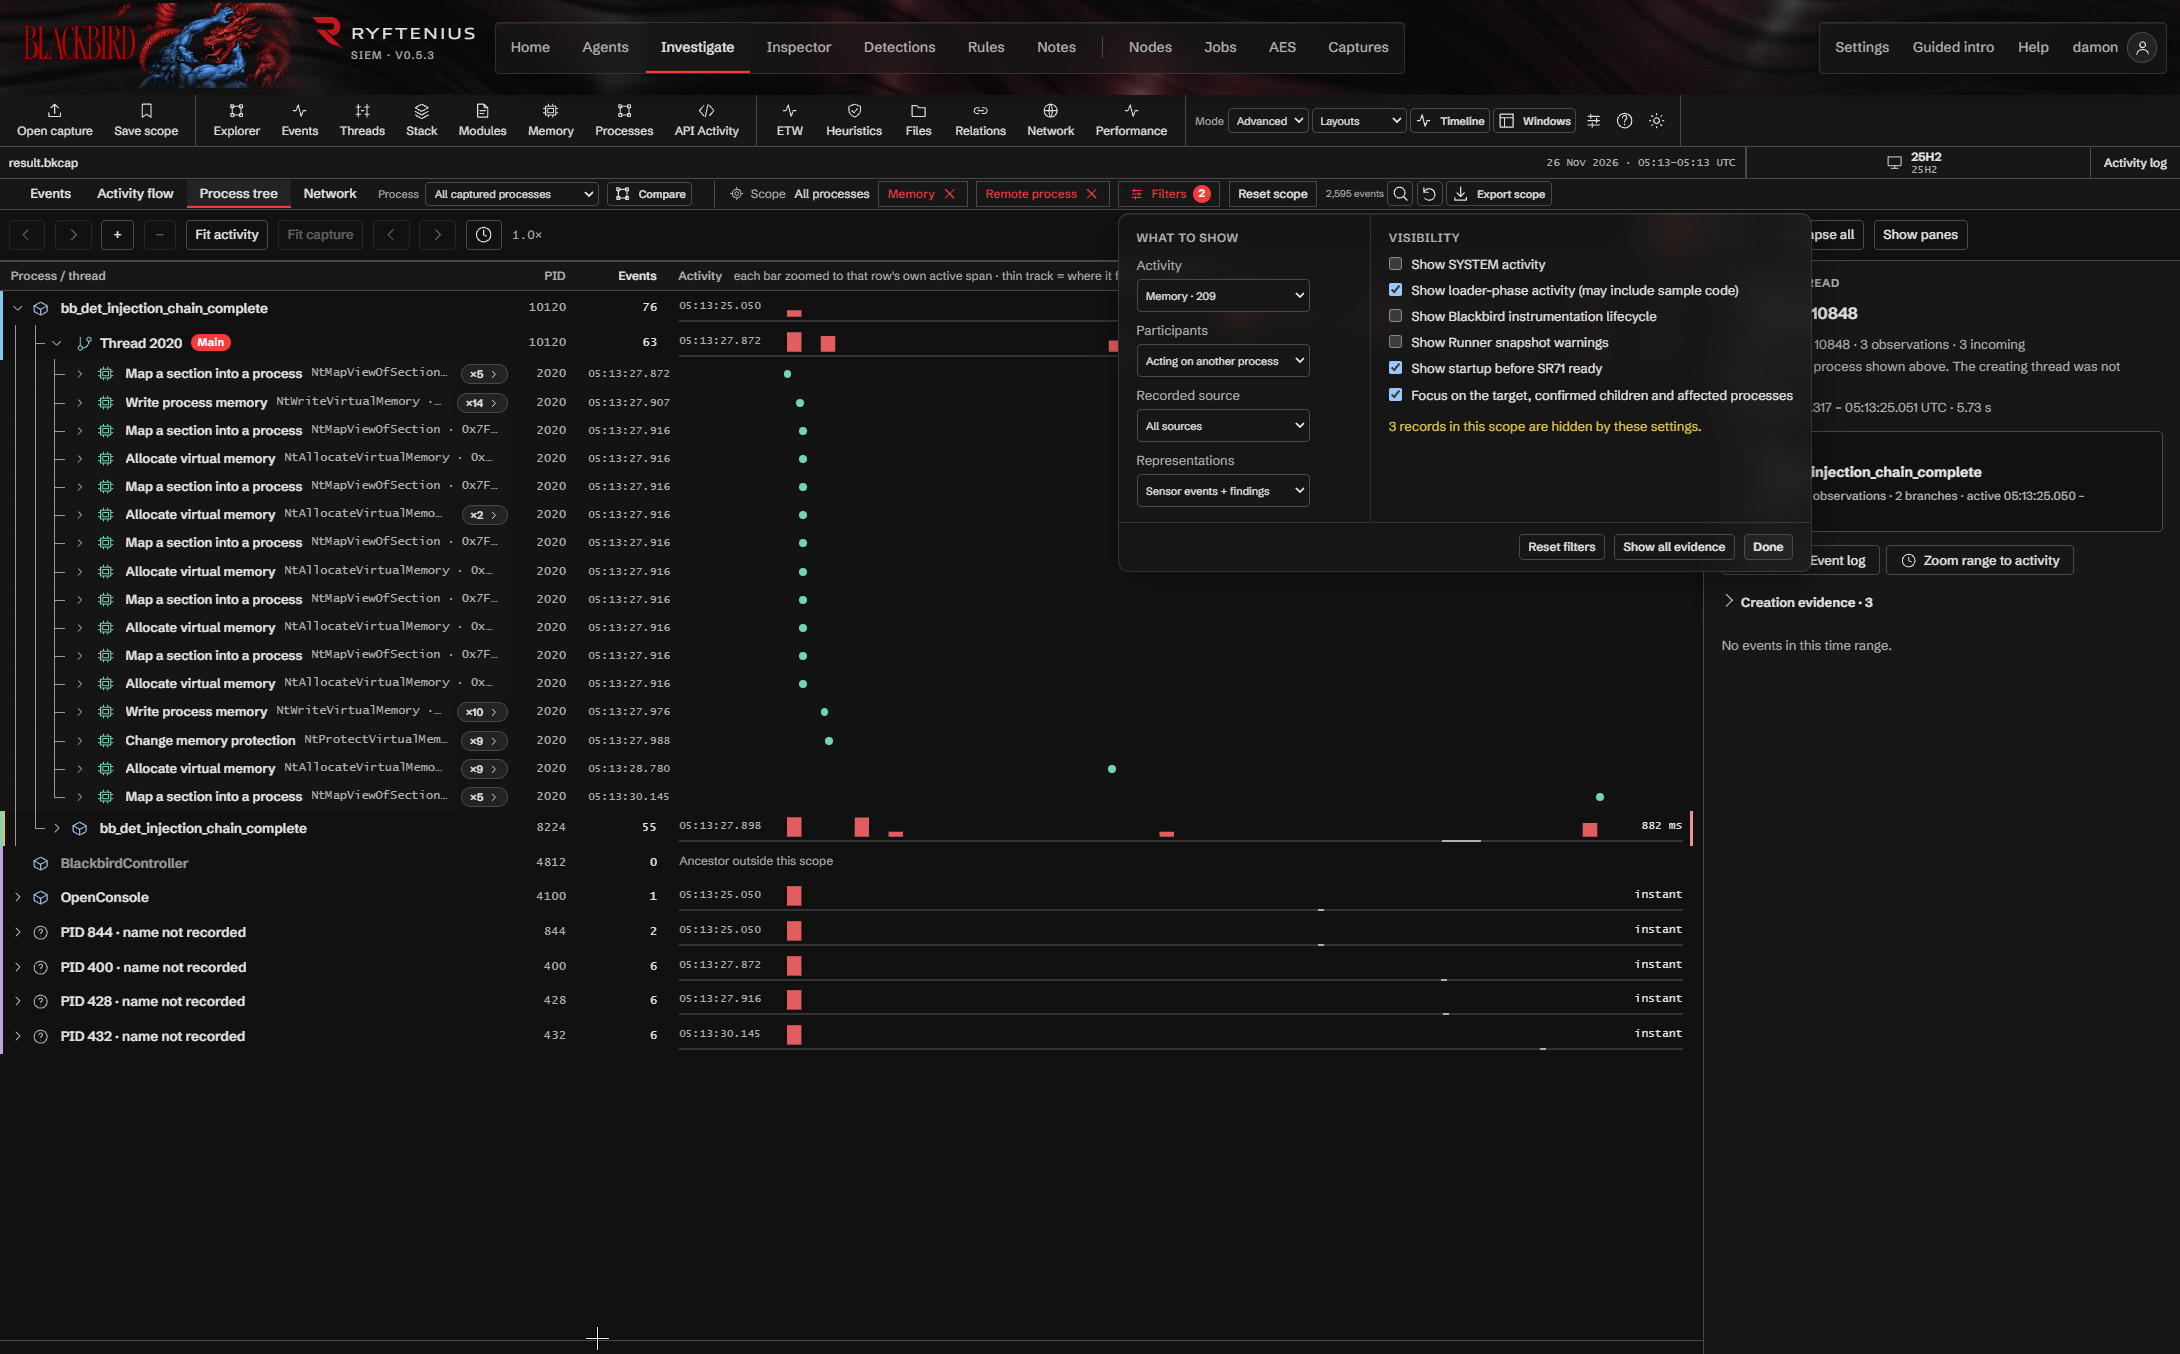 BLACKBIRD
RYFTENIUS
SIEM · V0.5.3
Home Agents Investigate Inspector Detections Rules Notes Nodes Jobs AES Captures
Settings Guided intro Help damon
Open capture Save scope Explorer Events Threads Stack Modules Memory Processes API Activity ETW Heuristics Files Relations Network Performance
Mode Advanced Layouts Timeline Windows
result.bkcap
26 Nov 2026 · 05:13–05:13 UTC
25H2
25H2
Activity log
Events Activity flow Process tree Network Process All captured processes Compare Scope All processes Memory Remote process Filters 2 Reset scope 2,595 events Export scope
+ − Fit activity Fit capture 1.0×
pse all Show panes
Process / thread PID Events Activity each bar zoomed to that row's own active span · thin track = where it f
bb_det_injection_chain_complete 10120 76 05:13:25.050
Thread 2020 Main 10120 63 05:13:27.872
Map a section into a process NtMapViewOfSection… ×5 2020 05:13:27.872
Write process memory NtWriteVirtualMemory ·… ×14 2020 05:13:27.907
Map a section into a process NtMapViewOfSection · 0x7F… 2020 05:13:27.916
Allocate virtual memory NtAllocateVirtualMemory · 0x… 2020 05:13:27.916
Map a section into a process NtMapViewOfSection · 0x7F… 2020 05:13:27.916
Allocate virtual memory NtAllocateVirtualMemo… ×2 2020 05:13:27.916
Map a section into a process NtMapViewOfSection · 0x7F… 2020 05:13:27.916
Allocate virtual memory NtAllocateVirtualMemory · 0x… 2020 05:13:27.916
Map a section into a process NtMapViewOfSection · 0x7F… 2020 05:13:27.916
Allocate virtual memory NtAllocateVirtualMemory · 0x… 2020 05:13:27.916
Map a section into a process NtMapViewOfSection · 0x7F… 2020 05:13:27.916
Allocate virtual memory NtAllocateVirtualMemory · 0x… 2020 05:13:27.916
Write process memory NtWriteVirtualMemory ·… ×10 2020 05:13:27.976
Change memory protection NtProtectVirtualMem… ×9 2020 05:13:27.988
Allocate virtual memory NtAllocateVirtualMemo… ×9 2020 05:13:28.780
Map a section into a process NtMapViewOfSection… ×5 2020 05:13:30.145
bb_det_injection_chain_complete 8224 55 05:13:27.898 882 ms
BlackbirdController 4812 0 Ancestor outside this scope
OpenConsole 4100 1 05:13:25.050 instant
PID 844 · name not recorded 844 2 05:13:25.050 instant
PID 400 · name not recorded 400 6 05:13:27.872 instant
PID 428 · name not recorded 428 6 05:13:27.916 instant
PID 432 · name not recorded 432 6 05:13:30.145 instant
WHAT TO SHOW
Activity
Memory · 209
Participants
Acting on another process
Recorded source
All sources
Representations
Sensor events + findings
VISIBILITY
Show SYSTEM activity
Show loader-phase activity (may include sample code)
Show Blackbird instrumentation lifecycle
Show Runner snapshot warnings
Show startup before SR71 ready
Focus on the target, confirmed children and affected processes
3 records in this scope are hidden by these settings.
Reset filters Show all evidence Done
EAD
10848
10848 · 3 observations · 3 incoming
process shown above. The creating thread was not
.317 – 05:13:25.051 UTC · 5.73 s
injection_chain_complete
observations · 2 branches · active 05:13:25.050 –
Event log Zoom range to activity
Creation evidence · 3
No events in this time range.